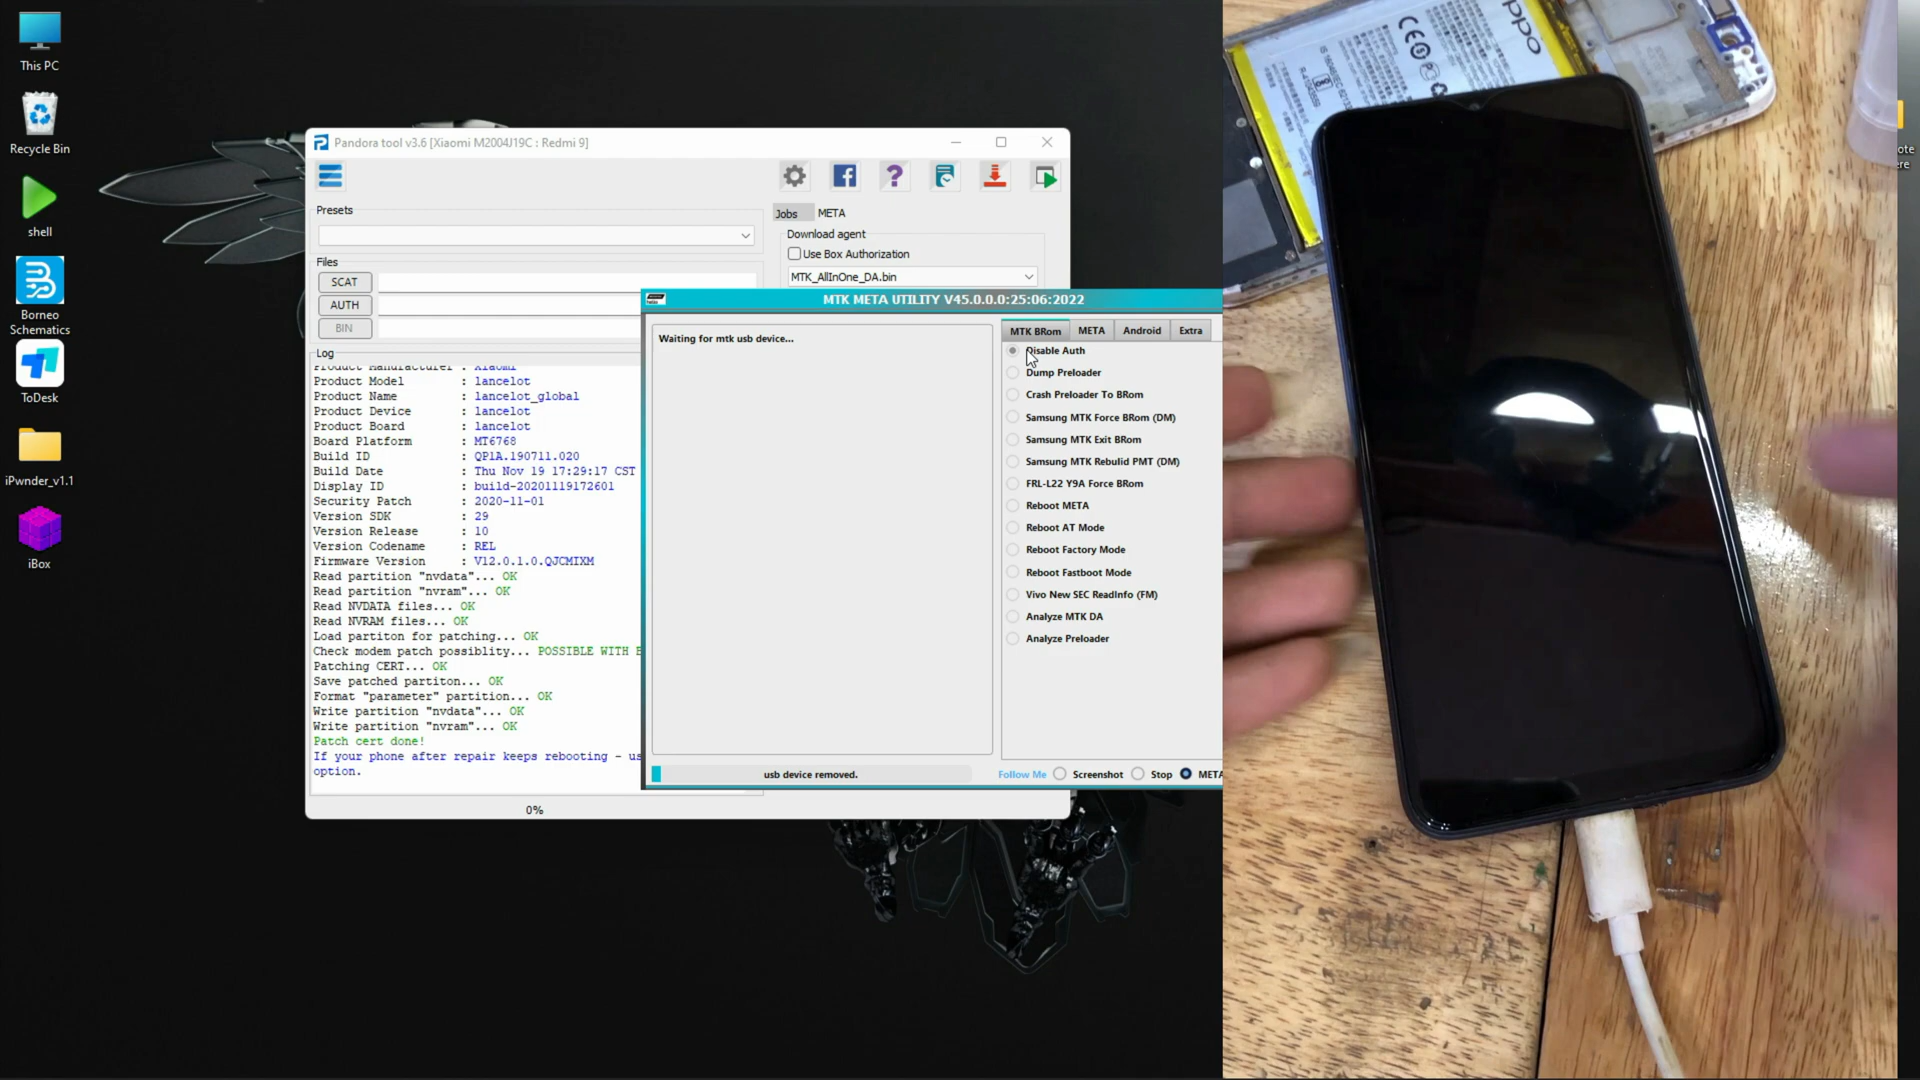 This PC
Recycle Bin
shell
Borneo
Schematics
ToDesk
iPwnder_v1.1
iBox
Pandora tool v3.6 [Xiaomi M2004J19C : Redmi 9]
Presets
Files
SCAT
AUTH
BIN
Jobs
META
Download agent
Use Box Authorization
MTK_AllInOne_DA.bin
Log
Product Manufacturer : Xiaomi
Product Model : lancelot
Product Name : lancelot_global
Product Device : lancelot
Product Board : lancelot
Board Platform : MT6768
Build ID : QP1A.190711.020
Build Date : Thu Nov 19 17:29:17 CST
Display ID : build-20201119172601
Security Patch : 2020-11-01
Version SDK : 29
Version Release : 10
Version Codename : REL
Firmware Version : V12.0.1.0.QJCMIXM
Read partition "nvdata"... OK
Read partition "nvram"... OK
Read NVDATA files... OK
Read NVRAM files... OK
Load partiton for patching... OK
Check modem patch possiblity... POSSIBLE WITH
Patching CERT... OK
Save patched partiton... OK
Format "parameter" partition... OK
Write partition "nvdata"... OK
Write partition "nvram"... OK
Patch cert done!
If your phone after repair keeps rebooting - us
option.
0%
MTK META UTILITY V45.0.0.0:25:06:2022
Waiting for mtk usb device...
usb device removed.
MTK BRom
META
Android
Extra
Disable Auth
Dump Preloader
Crash Preloader To BRom
Samsung MTK Force BRom (DM)
Samsung MTK Exit BRom
Samsung MTK Rebulid PMT (DM)
FRL-L22 Y9A Force BRom
Reboot META
Reboot AT Mode
Reboot Factory Mode
Reboot Fastboot Mode
Vivo New SEC ReadInfo (FM)
Analyze MTK DA
Analyze Preloader
Follow Me
Screenshot
Stop
META
oppo
ote
ere